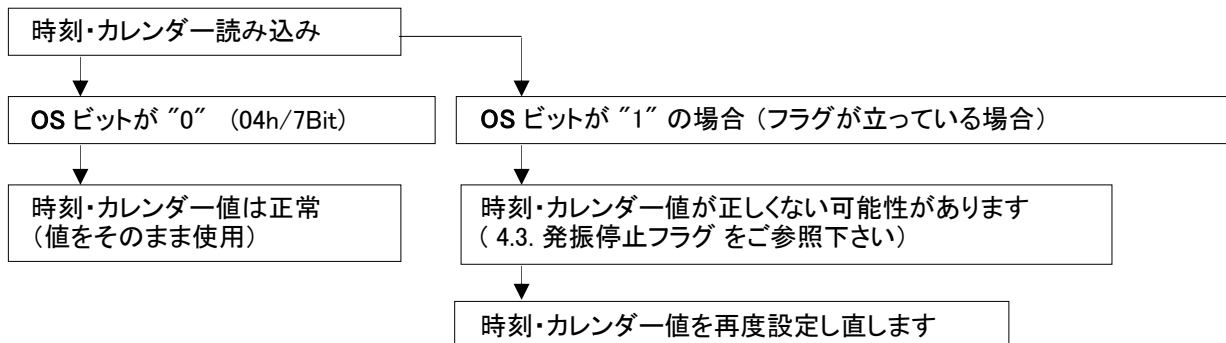 時刻・カレンダー読み込み
OS ビットが "0" (04h/7Bit)
OS ビットが "1" の場合 (フラグが立っている場合)
時刻・カレンダー値は正常
(値をそのまま使用)
時刻・カレンダー値が正しくない可能性があります
( 4.3. 発振停止フラグ をご参照下さい)
時刻・カレンダー値を再度設定し直します